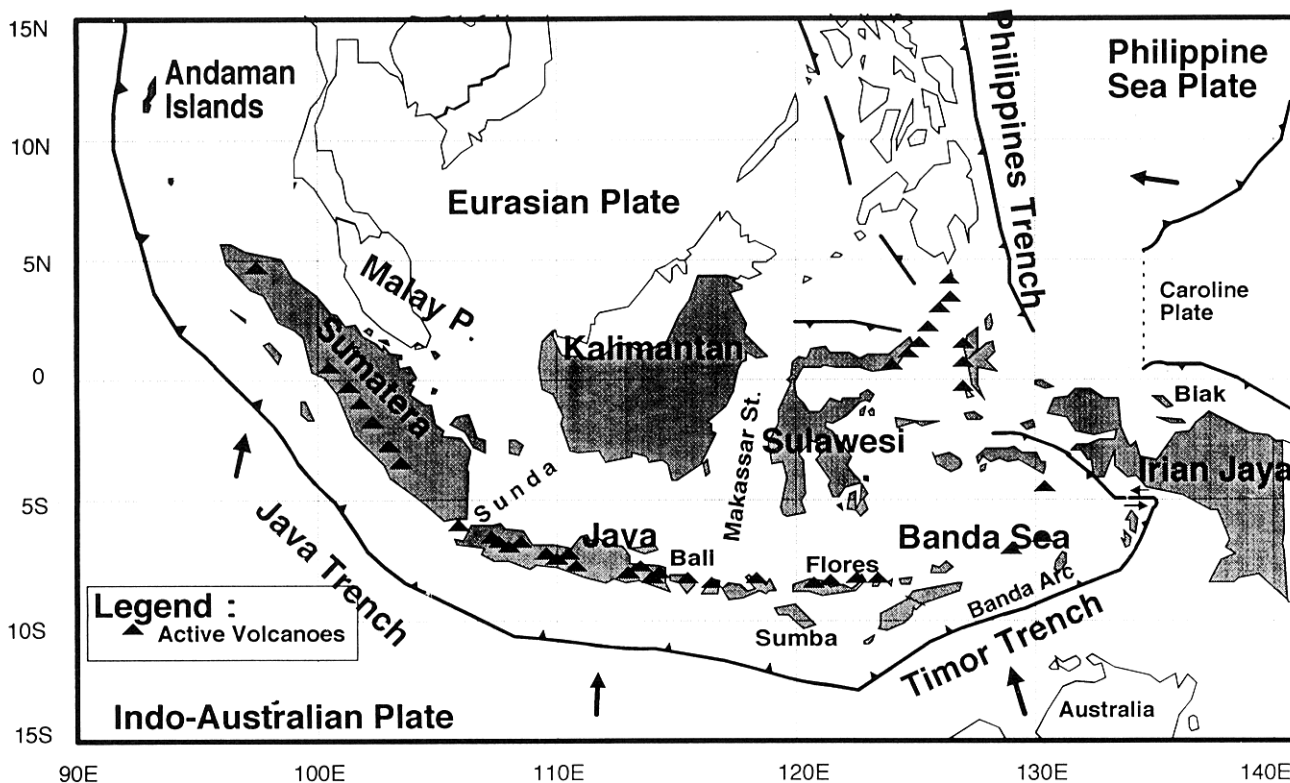 15N
10N
5N
0
5S
10S
15S
90E
100E
110E
120E
130E
140E
Andaman
Islands
Philippines Trench
Philippine
Sea Plate
Eurasian Plate
Malay P.
Caroline
Plate
Sumatera
Kalimantan
Makassar St.
Sulawesi
Biak
Irian Jaya
Sunda
Java
Bali
Flores
Banda Sea
Banda Arc
Java Trench
Sumba
Timor Trench
Legend :
Active Volcanoes
Indo-Australian Plate
Australia